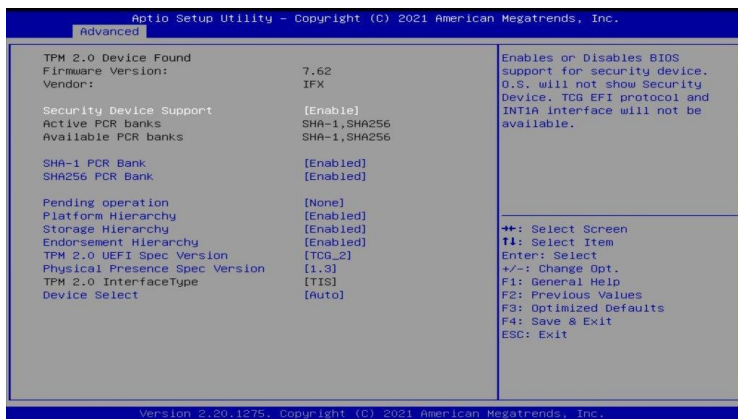 Aptio Setup Utility – Copyright (C) 2021 American Megatrends, Inc.
Advanced
TPM 2.0 Device Found
Firmware Version: 7.62
Vendor: IFX
Security Device Support [Enable]
Active PCR banks SHA-1,SHA256
Available PCR banks SHA-1,SHA256
SHA-1 PCR Bank [Enabled]
SHA256 PCR Bank [Enabled]
Pending operation [None]
Platform Hierarchy [Enabled]
Storage Hierarchy [Enabled]
Endorsement Hierarchy [Enabled]
TPM 2.0 UEFI Spec Version [TCG_2]
Physical Presence Spec Version [1.3]
TPM 2.0 InterfaceType [TIS]
Device Select [Auto]
Enables or Disables BIOS
support for security device.
O.S. will not show Security
Device. TCG EFI protocol and
INT1A interface will not be
available.
→←: Select Screen
↑↓: Select Item
Enter: Select
+/-: Change Opt.
F1: General Help
F2: Previous Values
F3: Optimized Defaults
F4: Save & Exit
ESC: Exit
Version 2.20.1275. Copyright (C) 2021 American Megatrends, Inc.